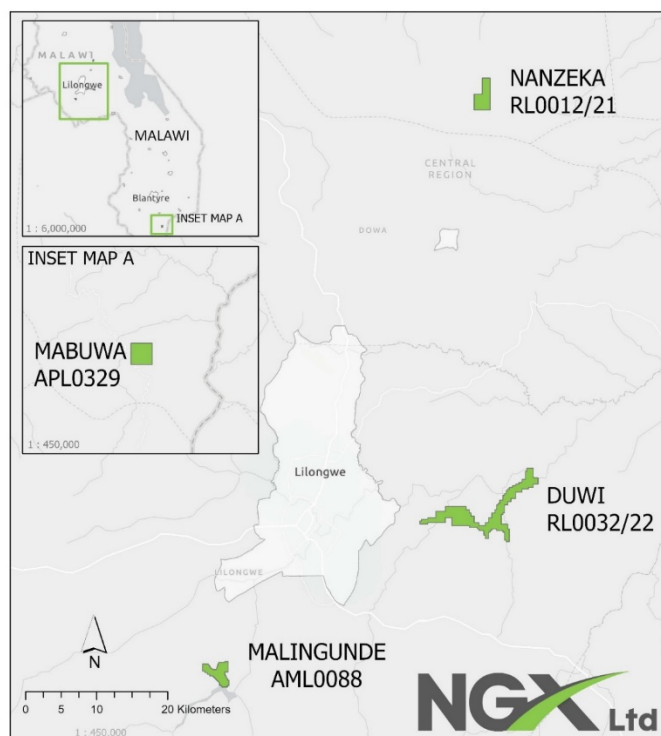 MALAWI
Lilongwe
MALAWI
Blantyre
INSET MAP A
1 : 6,000,000
INSET MAP A
MABUWA
APL0329
1 : 450,000
NANZEKA
RL0012/21
CENTRAL
REGION
DOWA
Lilongwe
DUWI
RL0032/22
LILONGWE
MALINGUNDE
AML0088
N
0 5 10 20 Kilometers
1 : 450,000
NGX Ltd